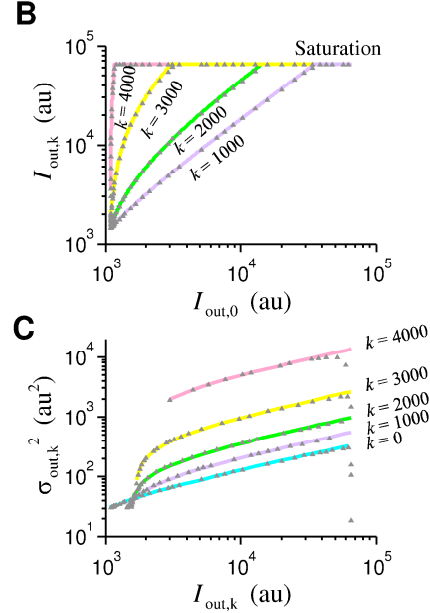 B
Saturation
10^5
10^4
10^3
I_out,k (au)
k = 4000
k = 3000
k = 2000
k = 1000
10^3 10^4 10^5
I_out,0 (au)
C
10^4
10^3
10^2
10^1
σ_out,k^2 (au^2)
k = 4000
k = 3000
k = 2000
k = 1000
k = 0
10^3 10^4 10^5
I_out,k (au)